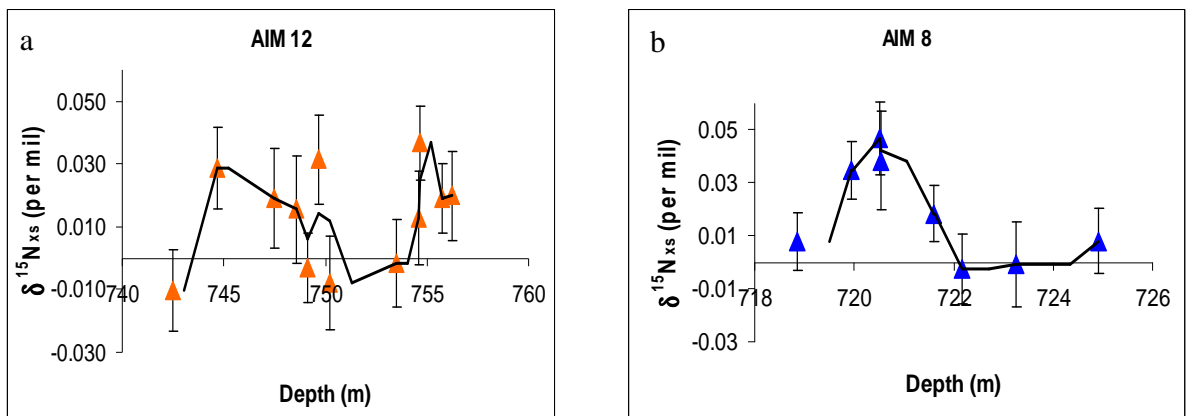 a
AIM 12
δ¹⁵Nxs (per mil)
0.050
0.030
0.010
-0.010
-0.030
740
745
750
755
760
Depth (m)
b
AIM 8
δ¹⁵Nxs (per mil)
0.05
0.03
0.01
-0.01
-0.03
718
720
722
724
726
Depth (m)